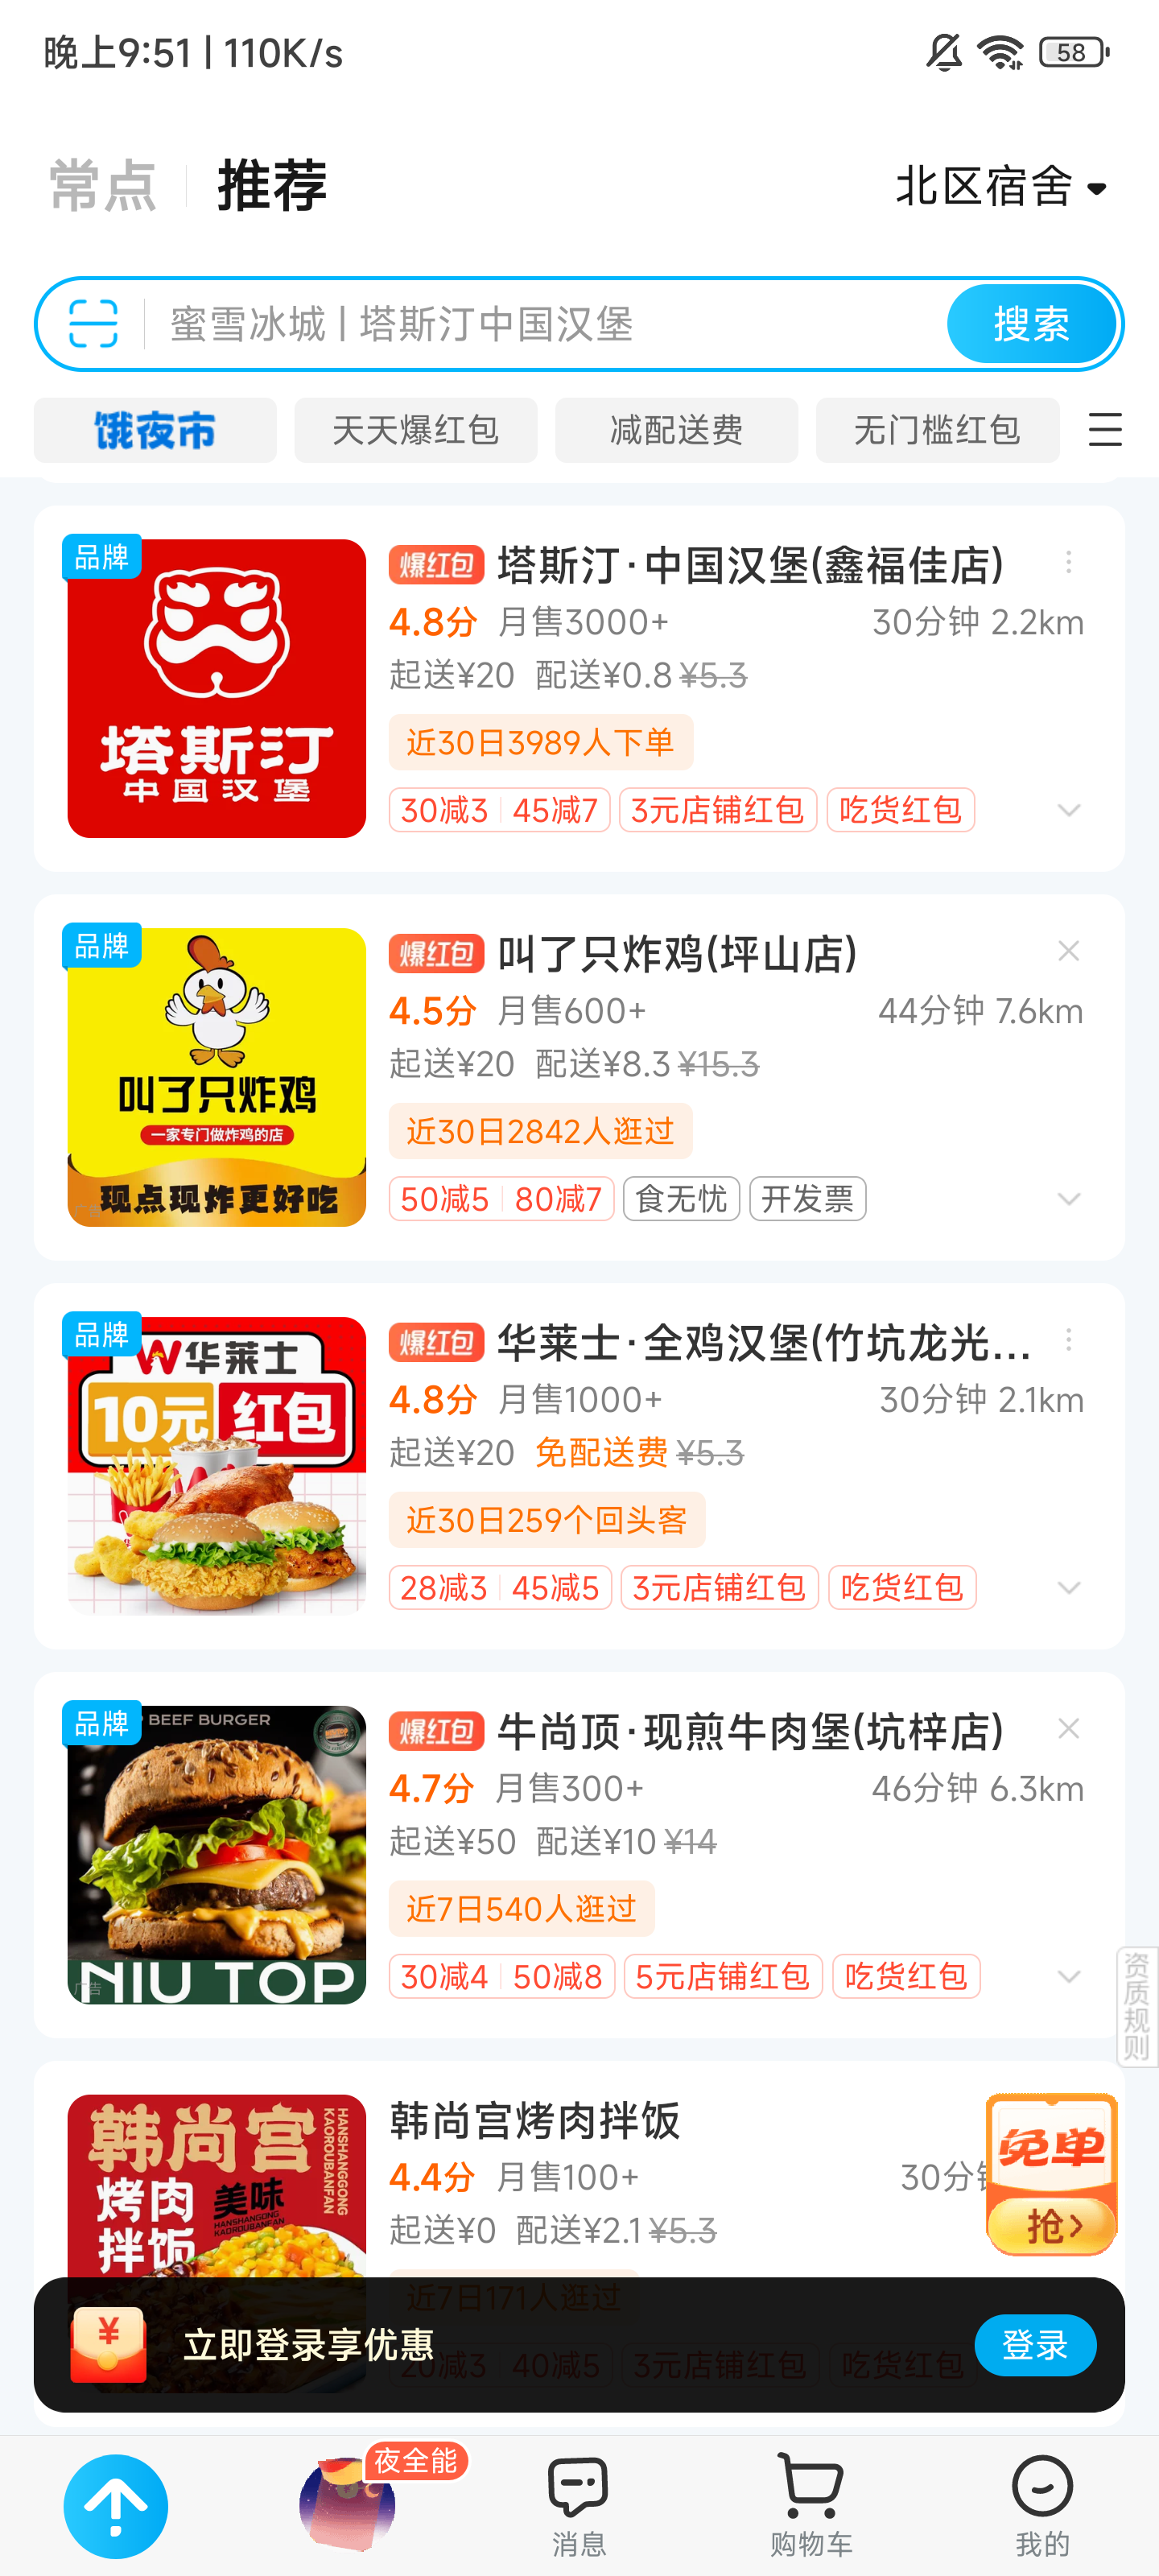 晚上9:51 | 110K/s
58
常点
推荐
北区宿舍
蜜雪冰城 | 塔斯汀中国汉堡
搜索
饿夜市
天天爆红包
减配送费
无门槛红包
品牌
塔斯汀
中国汉堡
爆红包 塔斯汀·中国汉堡(鑫福佳店)
4.8分 月售3000+ 30分钟 2.2km
起送¥20 配送¥0.8 ¥5.3
近30日3989人下单
30减3 45减7 3元店铺红包 吃货红包
品牌
叫了只炸鸡
一家专门做炸鸡的店
现点现炸更好吃
广告
爆红包 叫了只炸鸡(坪山店)
4.5分 月售600+ 44分钟 7.6km
起送¥20 配送¥8.3 ¥15.3
近30日2842人逛过
50减5 80减7 食无忧 开发票
品牌
华莱士
10元 红包
爆红包 华莱士·全鸡汉堡(竹坑龙光...
4.8分 月售1000+ 30分钟 2.1km
起送¥20 免配送费 ¥5.3
近30日259个回头客
28减3 45减5 3元店铺红包 吃货红包
品牌
BEEF BURGER
NIU TOP
广告
爆红包 牛尚顶·现煎牛肉堡(坑梓店)
4.7分 月售300+ 46分钟 6.3km
起送¥50 配送¥10 ¥14
近7日540人逛过
30减4 50减8 5元店铺红包 吃货红包
资质规则
韩尚宫
HANSHANGGONG
KAOROUBANFAN
烤肉
拌饭
美味
HANSHANGGONG
KAOROUBANFAN
韩尚宫烤肉拌饭
4.4分 月售100+ 30分
起送¥0 配送¥2.1 ¥5.3
近7日171人逛过
20减3 40减5 3元店铺红包 吃货红包
免单
抢
¥
立即登录享优惠
登录
夜全能
消息
购物车
我的